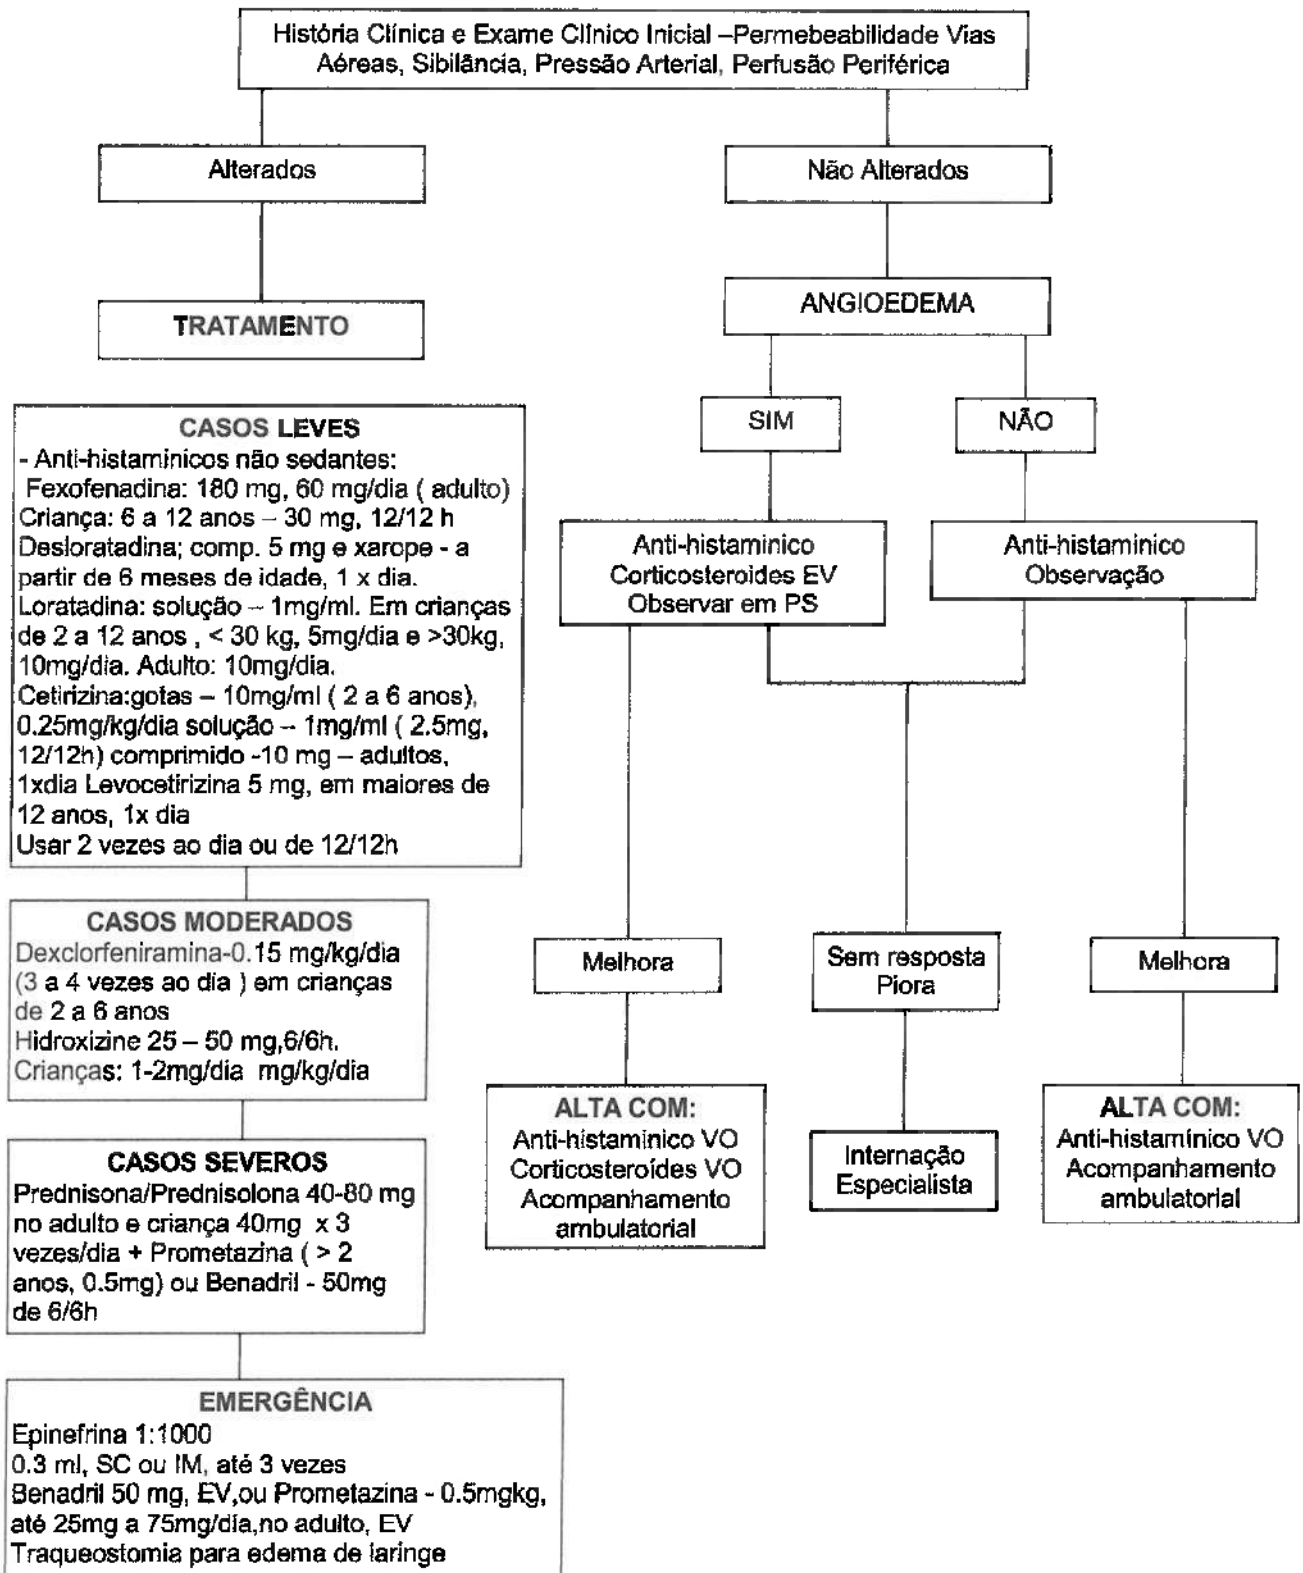 História Clínica e Exame Clínico Inicial –Permebeabilidade Vias
Aéreas, Sibilância, Pressão Arterial, Perfusão Periférica
Alterados
Não Alterados
TRATAMENTO
ANGIOEDEMA
SIM
NÃO
CASOS LEVES
- Anti-histamínicos não sedantes:
Fexofenadina: 180 mg, 60 mg/dia ( adulto)
Criança: 6 a 12 anos – 30 mg, 12/12 h
Desloratadina; comp. 5 mg e xarope - a
partir de 6 meses de idade, 1 x dia.
Loratadina: solução – 1mg/ml. Em crianças
de 2 a 12 anos , < 30 kg, 5mg/dia e >30kg,
10mg/dia. Adulto: 10mg/dia.
Cetirizina:gotas – 10mg/ml ( 2 a 6 anos),
0.25mg/kg/dia solução – 1mg/ml ( 2.5mg,
12/12h) comprimido -10 mg – adultos,
1xdia Levocetirizina 5 mg, em maiores de
12 anos, 1x dia
Usar 2 vezes ao dia ou de 12/12h
Anti-histamínico
Corticosteroides EV
Observar em PS
Anti-histamínico
Observação
CASOS MODERADOS
Dexclorfeniramina-0.15 mg/kg/dia
(3 a 4 vezes ao dia ) em crianças
de 2 a 6 anos
Hidroxizine 25 – 50 mg,6/6h.
Crianças: 1-2mg/dia mg/kg/dia
Melhora
Sem resposta
Piora
Melhora
CASOS SEVEROS
Prednisona/Prednisolona 40-80 mg
no adulto e criança 40mg x 3
vezes/dia + Prometazina ( > 2
anos, 0.5mg) ou Benadril - 50mg
de 6/6h
ALTA COM:
Anti-histamínico VO
Corticosteroídes VO
Acompanhamento
ambulatorial
Internação
Especialista
ALTA COM:
Anti-histamínico VO
Acompanhamento
ambulatorial
EMERGÊNCIA
Epinefrina 1:1000
0.3 ml, SC ou IM, até 3 vezes
Benadril 50 mg, EV,ou Prometazina - 0.5mgkg,
até 25mg a 75mg/día,no adulto, EV
Traqueostomia para edema de laringe